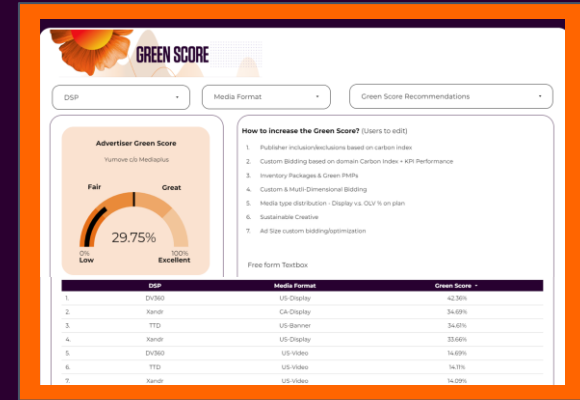 GREEN SCORE
DSP
Media Format
Green Score Recommendations
Advertiser Green Score
Yumove c/o Mediaplus
Fair
Great
29.75%
0%
Low
100%
Excellent
How to increase the Green Score? (Users to edit)
1. Publisher inclusion/exclusions based on carbon index
2. Custom Bidding based on domain Carbon Index + KPI Performance
3. Inventory Packages & Green PMPs
4. Custom & Mutli-Dimensional Bidding
5. Media type distribution - Display v.s. OLV % on plan
6. Sustainable Creative
7. Ad Size custom bidding/optimization
Free form Textbox
DSP Media Format Green Score
1. DV360 US-Display 42.36%
2. Xandr CA-Display 34.69%
3. TTD US-Banner 34.61%
4. Xandr US-Display 33.66%
5. DV360 US-Video 14.69%
6. TTD US-Video 14.11%
7. Xandr US-Video 14.09%